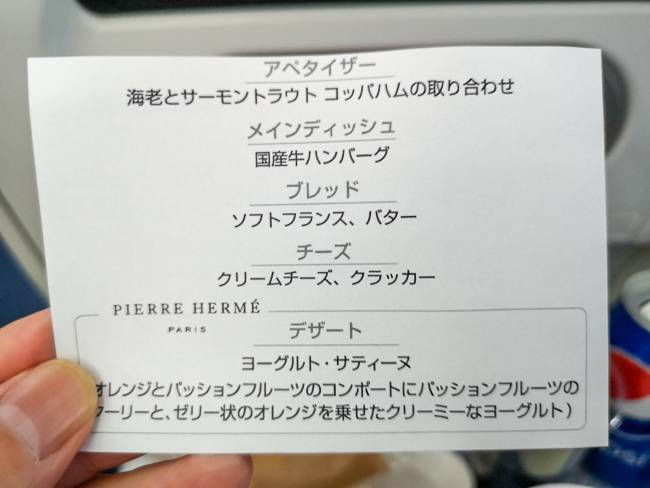 アペタイザー
海老とサーモントラウト コッパハムの取り合わせ
メインディッシュ
国産牛ハンバーグ
ブレッド
ソフトフランス、バター
チーズ
クリームチーズ、クラッカー
PIERRE HERMÉ
PARIS
デザート
ヨーグルト・サティーヌ
オレンジとパッションフルーツのコンポートにパッションフルーツの
ーリーと、ゼリー状のオレンジを乗せたクリーミーなヨーグルト）